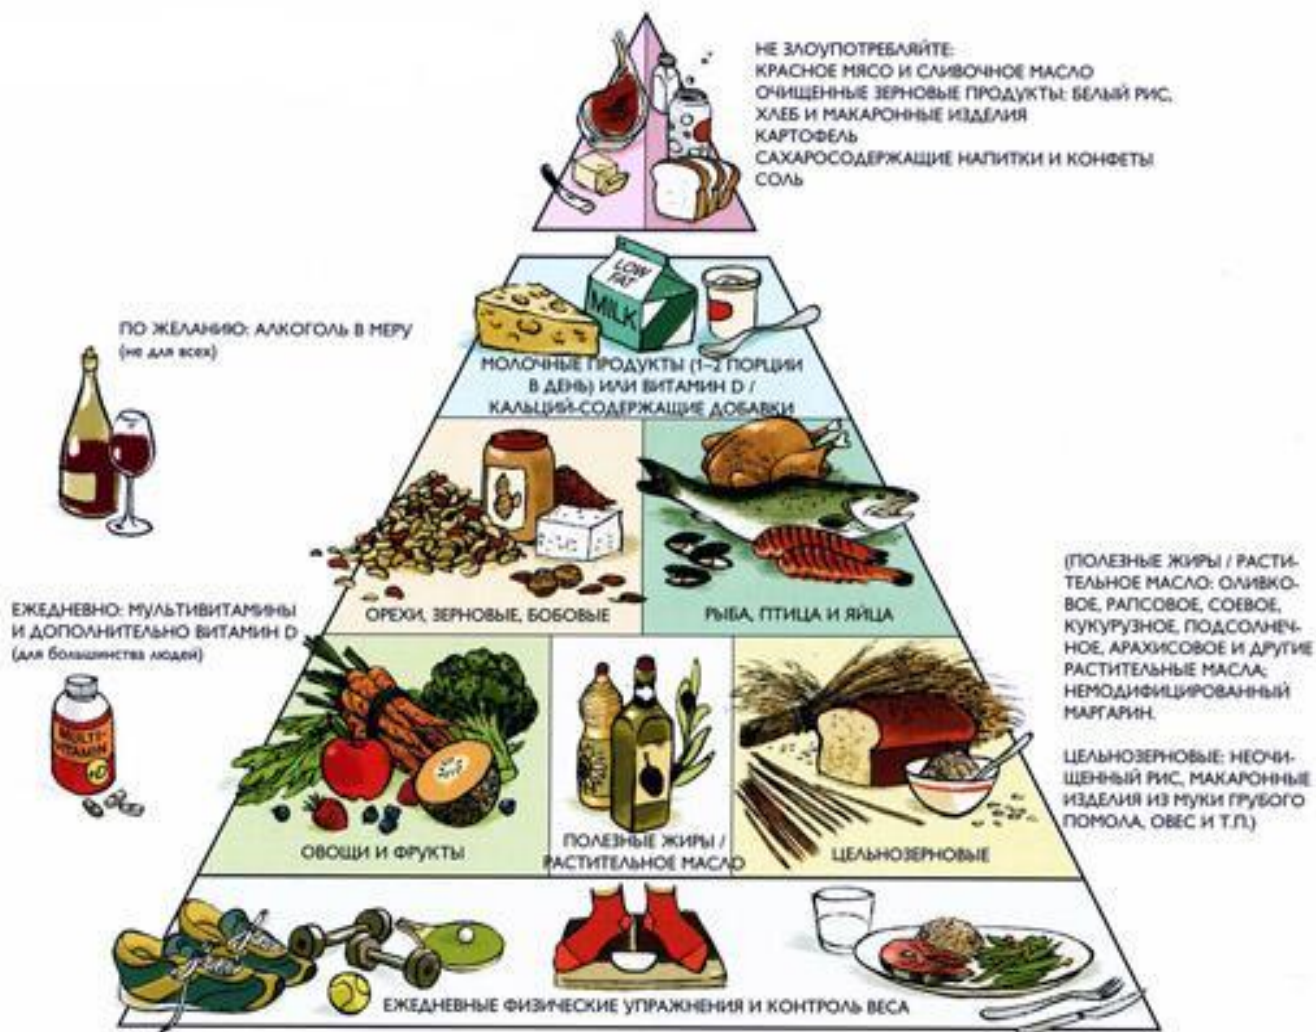 НЕ ЗЛОУПОТРЕБЛЯЙТЕ:
КРАСНОЕ МЯСО И СЛИВОЧНОЕ МАСЛО
ОЧИЩЕННЫЕ ЗЕРНОВЫЕ ПРОДУКТЫ: БЕЛЫЙ РИС,
ХЛЕБ И МАКАРОННЫЕ ИЗДЕЛИЯ
КАРТОФЕЛЬ
САХАРОСОДЕРЖАЩИЕ НАПИТКИ И КОНФЕТЫ
СОЛЬ
LOW
FAT
MILK
МОЛОЧНЫЕ ПРОДУКТЫ (1–2 ПОРЦИИ
В ДЕНЬ) ИЛИ ВИТАМИН D /
КАЛЬЦИЙ-СОДЕРЖАЩИЕ ДОБАВКИ
ПО ЖЕЛАНИЮ: АЛКОГОЛЬ В МЕРУ
(не для всех)
ОРЕХИ, ЗЕРНОВЫЕ, БОБОВЫЕ
РЫБА, ПТИЦА И ЯЙЦА
ЕЖЕДНЕВНО: МУЛЬТИВИТАМИНЫ
И ДОПОЛНИТЕЛЬНО ВИТАМИН D
(для большинства людей)
MULTI-
VITAMIN
+D
(ПОЛЕЗНЫЕ ЖИРЫ / РАСТИ-
ТЕЛЬНОЕ МАСЛО: ОЛИВКО-
ВОЕ, РАПСОВОЕ, СОЕВОЕ,
КУКУРУЗНОЕ, ПОДСОЛНЕЧ-
НОЕ, АРАХИСОВОЕ И ДРУГИЕ
РАСТИТЕЛЬНЫЕ МАСЛА;
НЕМОДИФИЦИРОВАННЫЙ
МАРГАРИН.
ЦЕЛЬНОЗЕРНОВЫЕ: НЕОЧИ-
ЩЕННЫЙ РИС, МАКАРОННЫЕ
ИЗДЕЛИЯ ИЗ МУКИ ГРУБОГО
ПОМОЛА, ОВЕС И Т.П.)
ОВОЩИ И ФРУКТЫ
ПОЛЕЗНЫЕ ЖИРЫ /
РАСТИТЕЛЬНОЕ МАСЛО
ЦЕЛЬНОЗЕРНОВЫЕ
ЕЖЕДНЕВНЫЕ ФИЗИЧЕСКИЕ УПРАЖНЕНИЯ И КОНТРОЛЬ ВЕСА